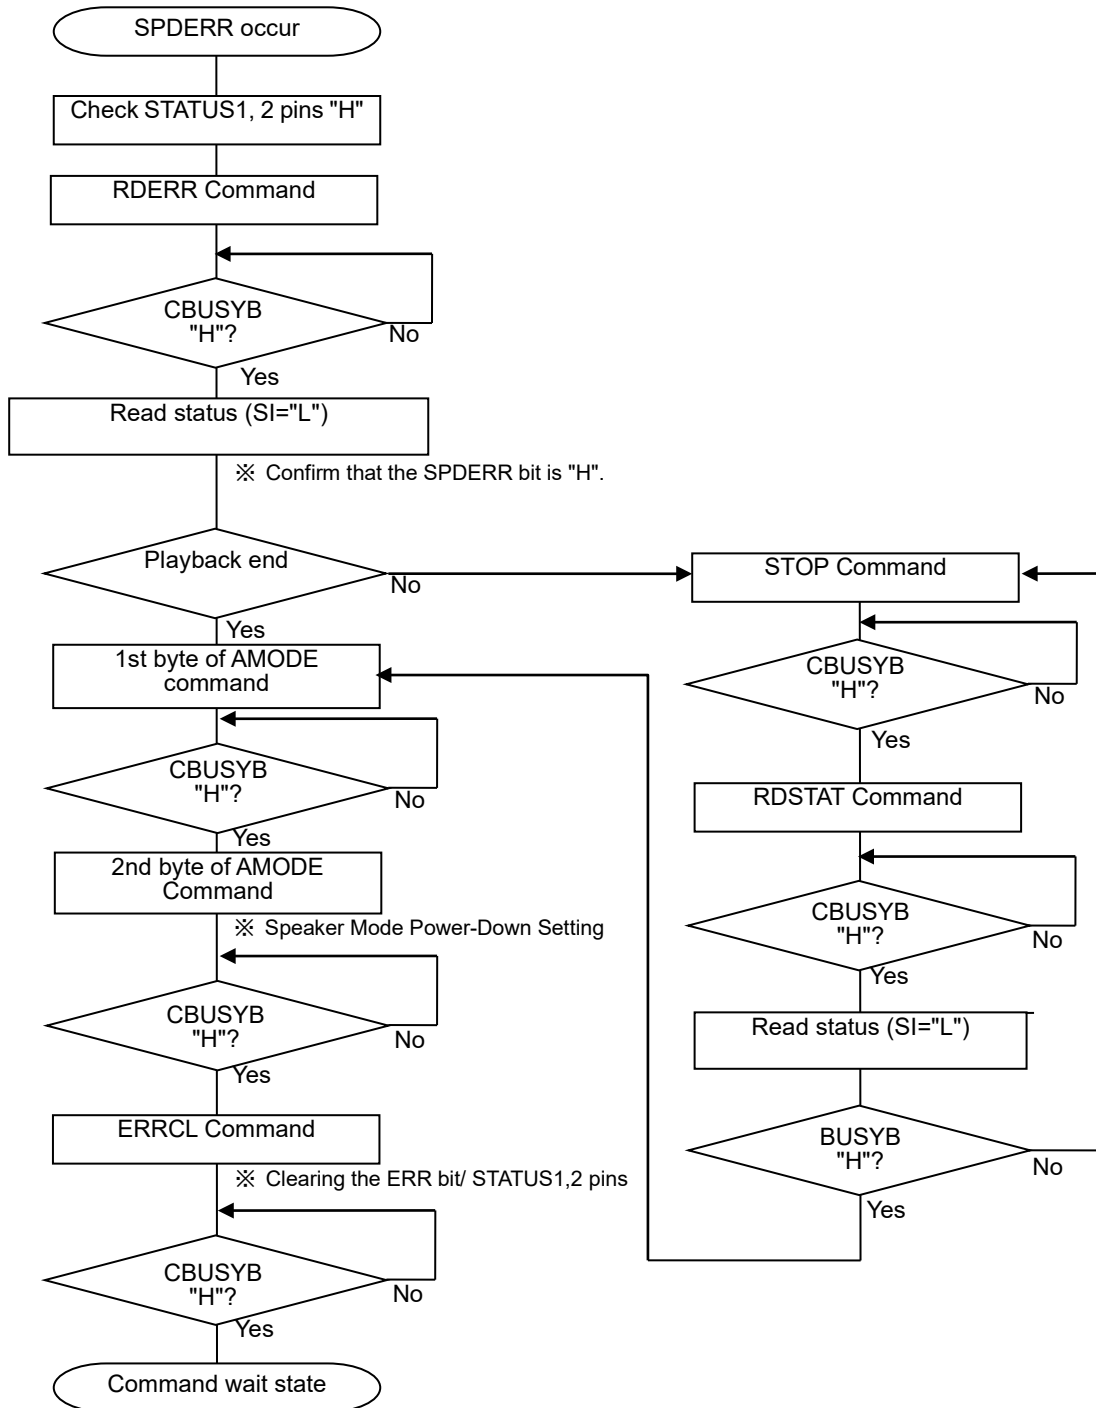 SPDERR occur
Check STATUS1, 2 pins "H"
RDERR Command
CBUSYB
"H"?
No
Yes
Read status (SI="L")
※ Confirm that the SPDERR bit is "H".
Playback end
No
Yes
1st byte of AMODE
command
CBUSYB
"H"?
No
Yes
2nd byte of AMODE
Command
※ Speaker Mode Power-Down Setting
CBUSYB
"H"?
No
Yes
ERRCL Command
※ Clearing the ERR bit/ STATUS1,2 pins
CBUSYB
"H"?
No
Yes
Command wait state
STOP Command
CBUSYB
"H"?
No
Yes
RDSTAT Command
CBUSYB
"H"?
No
Yes
Read status (SI="L")
BUSYB
"H"?
No
Yes